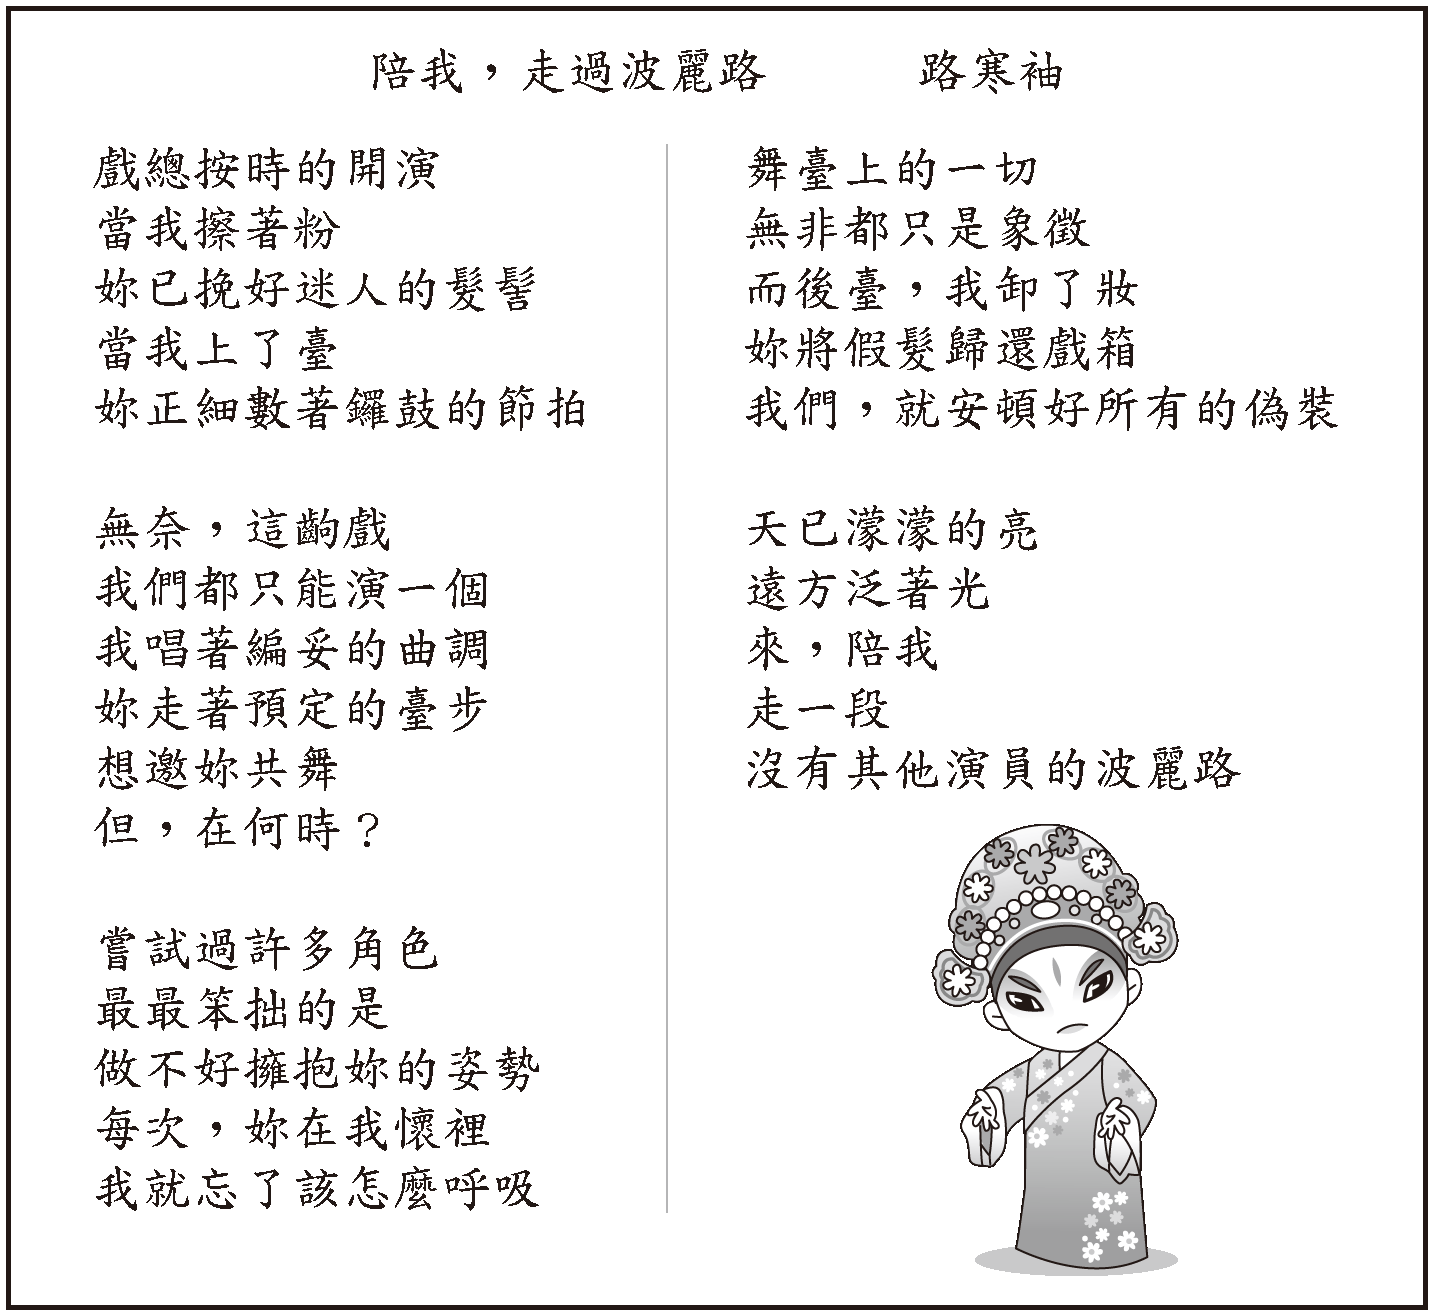 陪我，走過波麗路　路寒袖
戲總按時的開演
當我擦著粉
妳已挽好迷人的髮髻
當我上了臺
妳正細數著鑼鼓的節拍
無奈，這齣戲
我們都只能演一個
我唱著編妥的曲調
妳走著預定的臺步
想邀妳共舞
但，在何時？
嘗試過許多角色
最最笨拙的是
做不好擁抱妳的姿勢
每次，妳在我懷裡
我就忘了該怎麼呼吸
舞臺上的一切
無非都只是象徵
而後臺，我卸了妝
妳將假髮歸還戲箱
我們，就安頓好所有的偽裝
天已濛濛的亮
遠方泛著光
來，陪我
走一段
沒有其他演員的波麗路